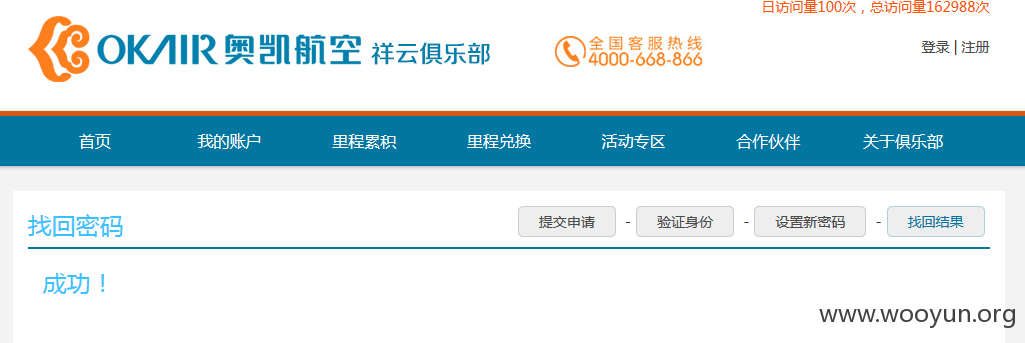 日访问量100次，总访问量162988次
OKAIR 奥凯航空 祥云俱乐部
全国客服热线
4000-668-866
登录 | 注册
首页 我的账户 里程累积 里程兑换 活动专区 合作伙伴 关于俱乐部
找回密码 提交申请 - 验证身份 - 设置新密码 - 找回结果
成功！
www.wooyun.org